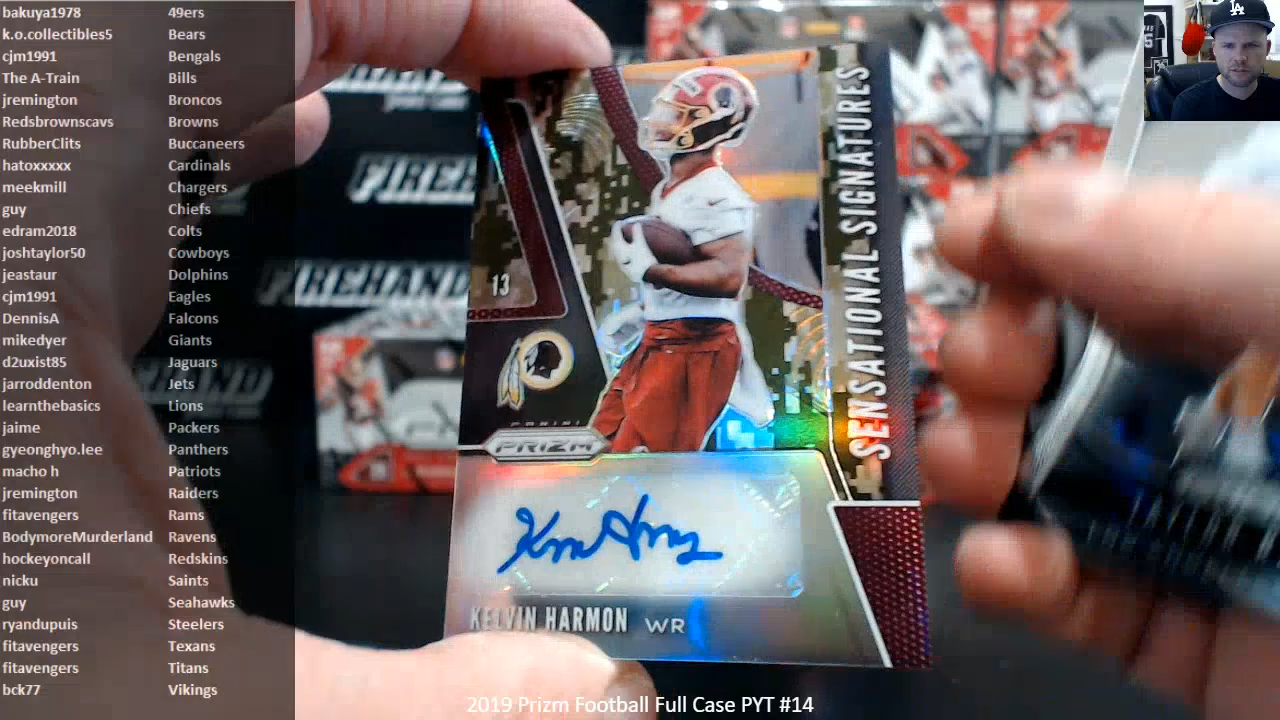 bakuya1978 49ers
k.o.collectibles5 Bears
cjm1991 Bengals
The A-Train Bills
jremington Broncos
Redsbrownscavs Browns
RubberClits Buccaneers
hatoxxxxx Cardinals
meekmill Chargers
guy Chiefs
edram2018 Colts
joshtaylor50 Cowboys
jeastaur Dolphins
cjm1991 Eagles
DennisA Falcons
mikedyer Giants
d2uxist85 Jaguars
jarroddenton Jets
learnthebasics Lions
jaime Packers
gyeonghyo.lee Panthers
macho h Patriots
jremington Raiders
fitavengers Rams
BodymoreMurderland Ravens
hockeyoncall Redskins
nicku Saints
guy Seahawks
ryandupuis Steelers
fitavengers Texans
fitavengers Titans
bck77 Vikings
SENSATIONAL SIGNATURES
13
PANINI
PRIZM
KELVIN HARMON WR
LA
2019 Prizm Football Full Case PYT #14